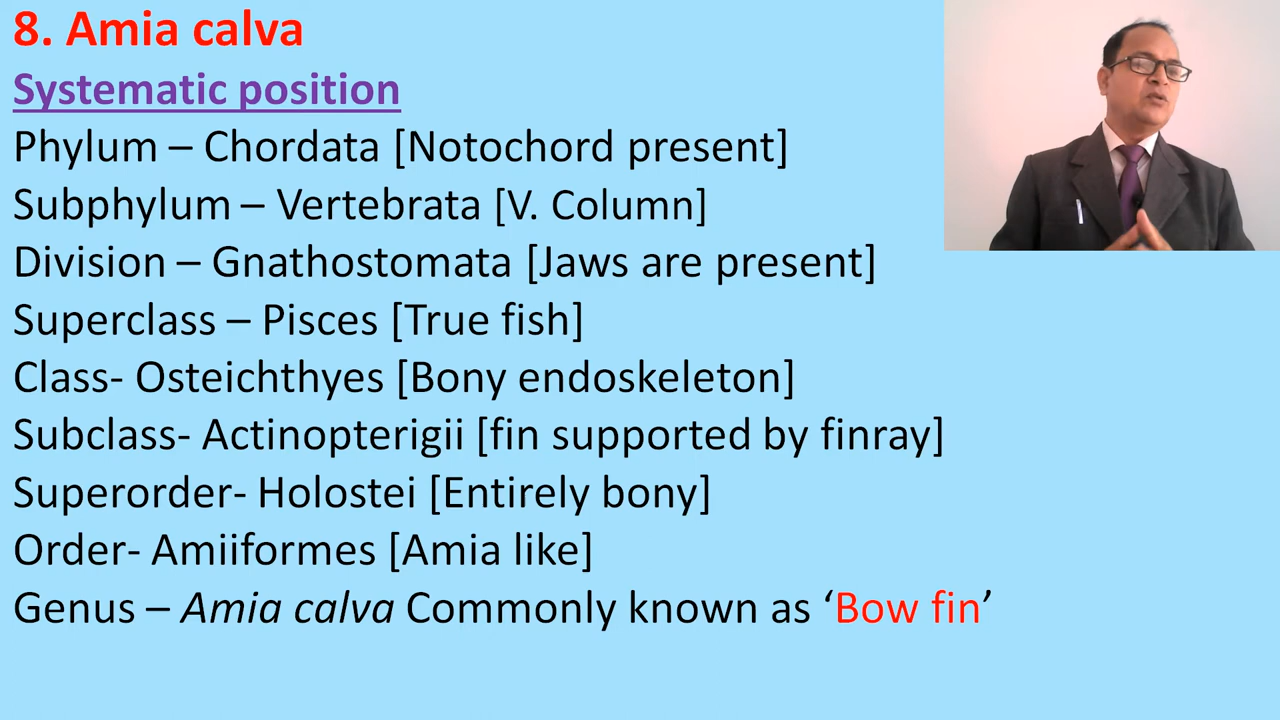 8. Amia calva
Systematic position
Phylum – Chordata [Notochord present]
Subphylum – Vertebrata [V. Column]
Division – Gnathostomata [Jaws are present]
Superclass – Pisces [True fish]
Class- Osteichthyes [Bony endoskeleton]
Subclass- Actinopterigii [fin supported by finray]
Superorder- Holostei [Entirely bony]
Order- Amiiformes [Amia like]
Genus – Amia calva Commonly known as ‘Bow fin’